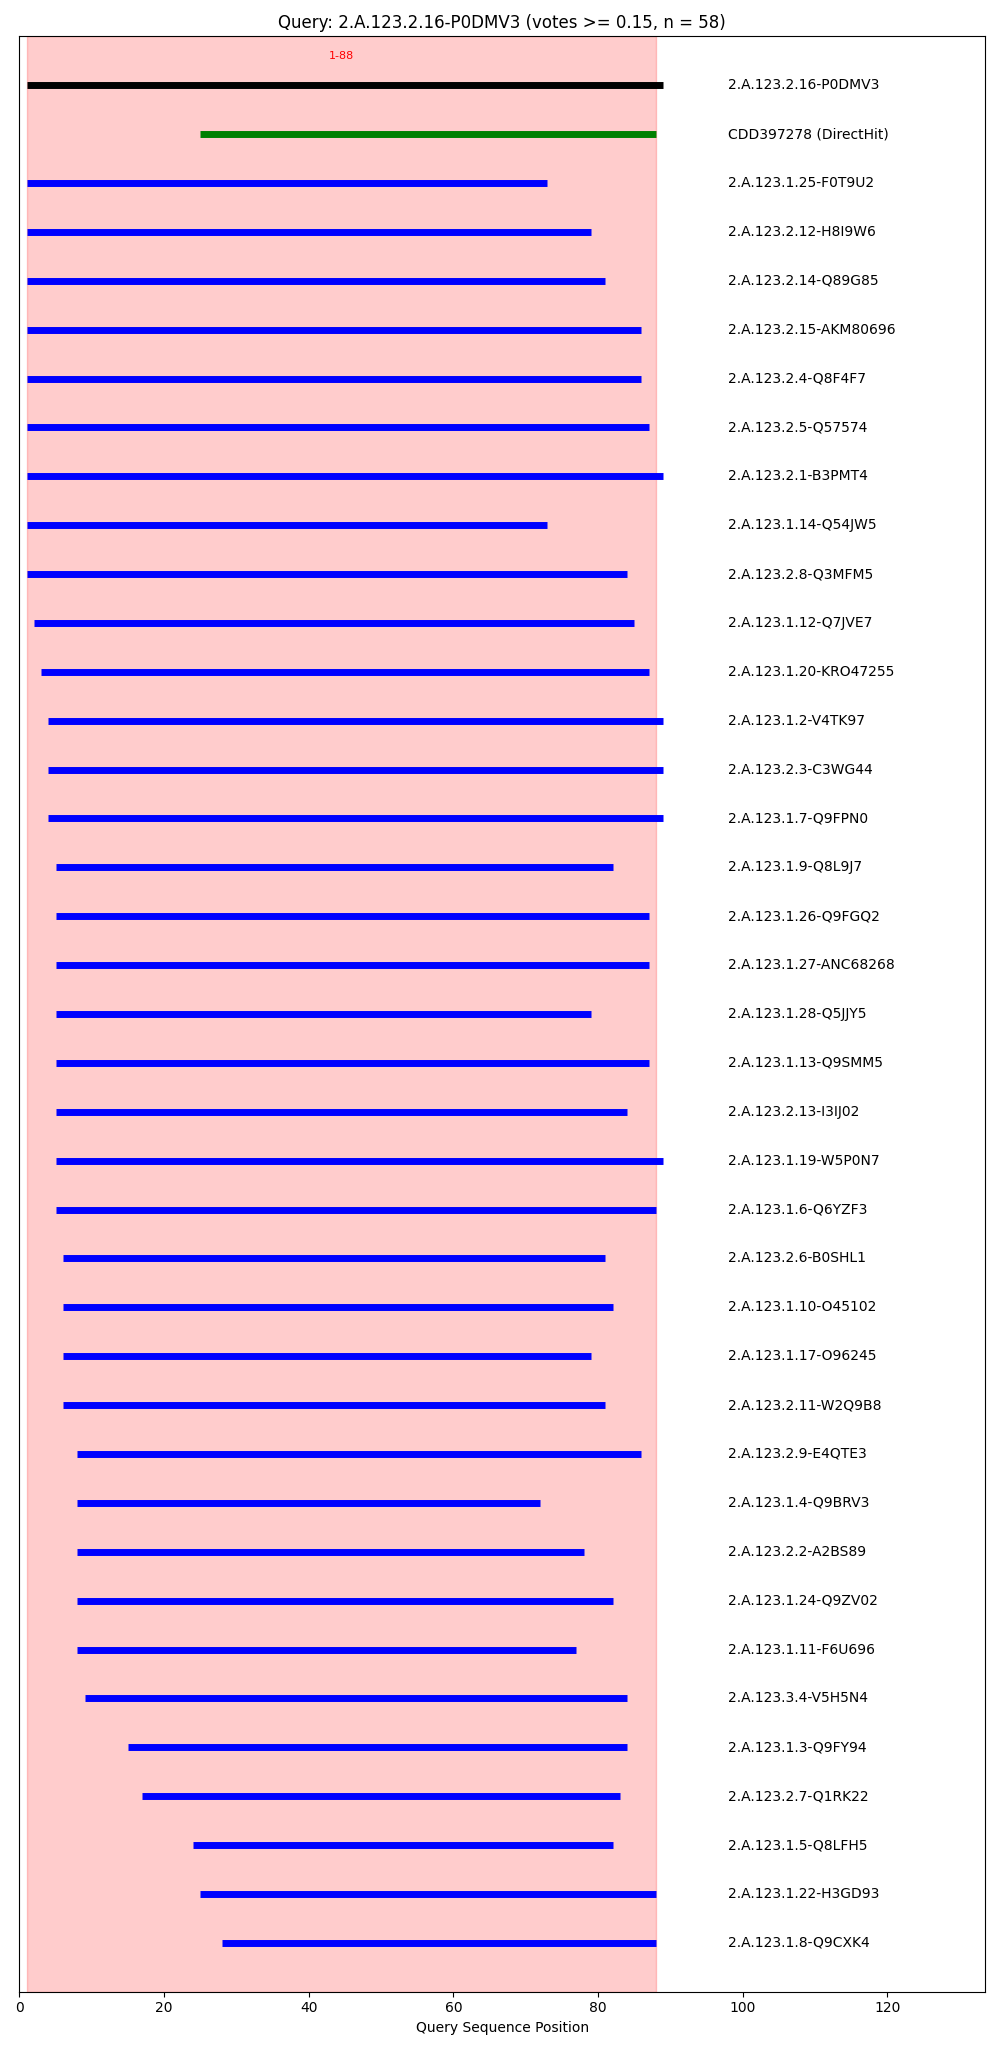 Query: 2.A.123.2.16-P0DMV3 (votes >= 0.15, n = 58)
1-88
2.A.123.2.16-P0DMV3
CDD397278 (DirectHit)
2.A.123.1.25-F0T9U2
2.A.123.2.12-H8I9W6
2.A.123.2.14-Q89G85
2.A.123.2.15-AKM80696
2.A.123.2.4-Q8F4F7
2.A.123.2.5-Q57574
2.A.123.2.1-B3PMT4
2.A.123.1.14-Q54JW5
2.A.123.2.8-Q3MFM5
2.A.123.1.12-Q7JVE7
2.A.123.1.20-KRO47255
2.A.123.1.2-V4TK97
2.A.123.2.3-C3WG44
2.A.123.1.7-Q9FPN0
2.A.123.1.9-Q8L9J7
2.A.123.1.26-Q9FGQ2
2.A.123.1.27-ANC68268
2.A.123.1.28-Q5JJY5
2.A.123.1.13-Q9SMM5
2.A.123.2.13-I3IJ02
2.A.123.1.19-W5P0N7
2.A.123.1.6-Q6YZF3
2.A.123.2.6-B0SHL1
2.A.123.1.10-O45102
2.A.123.1.17-O96245
2.A.123.2.11-W2Q9B8
2.A.123.2.9-E4QTE3
2.A.123.1.4-Q9BRV3
2.A.123.2.2-A2BS89
2.A.123.1.24-Q9ZV02
2.A.123.1.11-F6U696
2.A.123.3.4-V5H5N4
2.A.123.1.3-Q9FY94
2.A.123.2.7-Q1RK22
2.A.123.1.5-Q8LFH5
2.A.123.1.22-H3GD93
2.A.123.1.8-Q9CXK4
0 20 40 60 80 100 120
Query Sequence Position